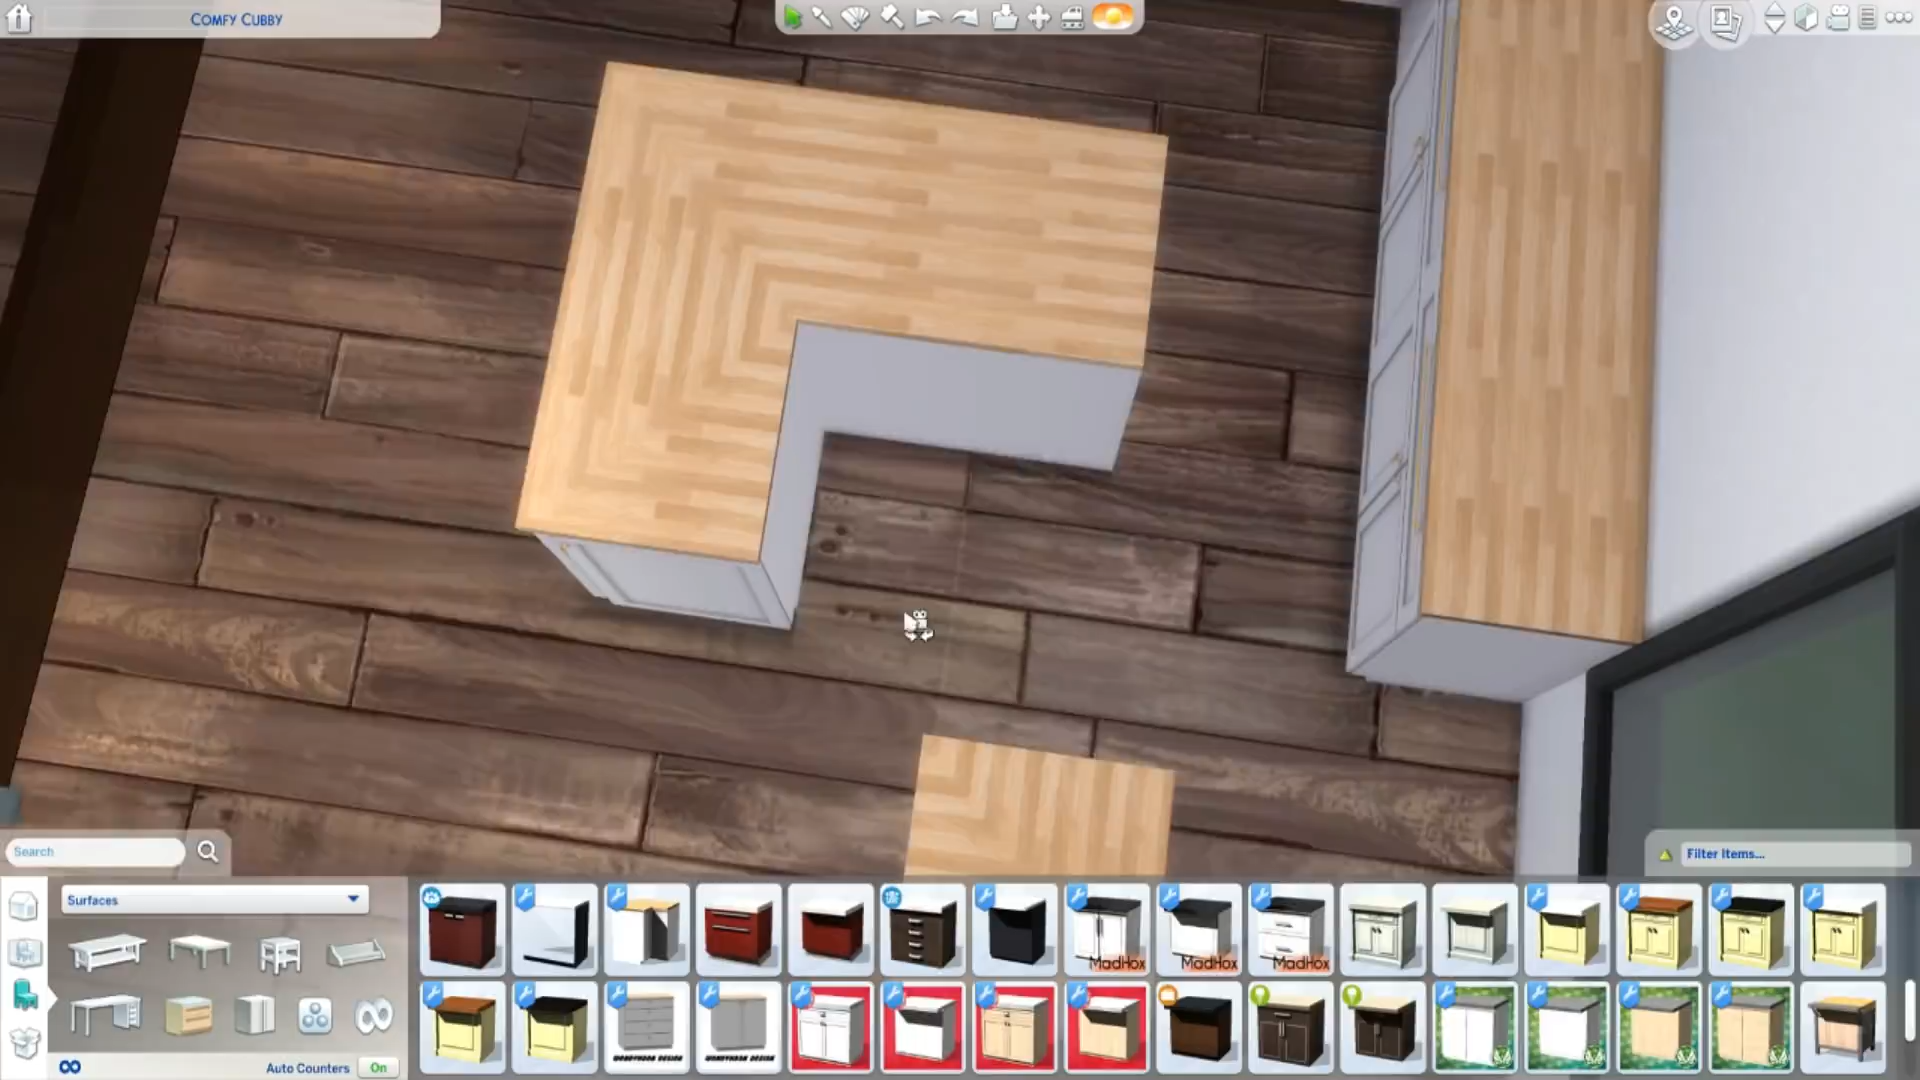 Comfy Cubby
Search
Filter Items...
Surfaces
MadHox
MadHox
MadHox
Auto Counters
On